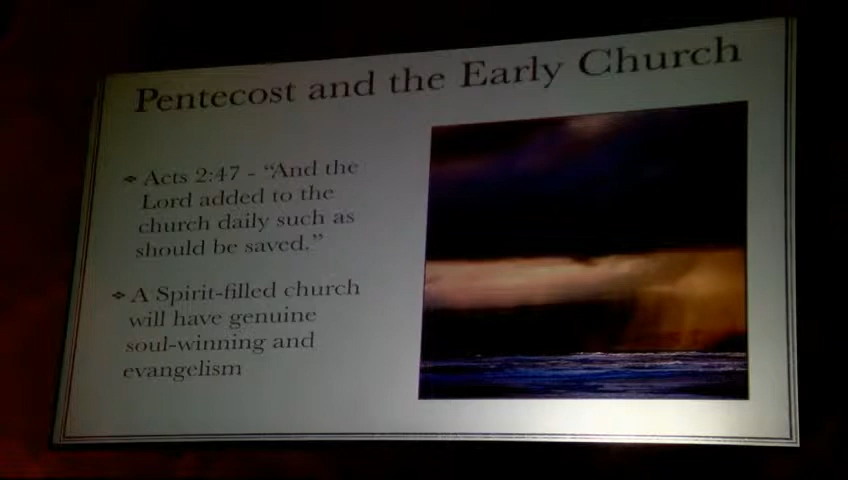 Pentecost and the Early Church
Acts 2:47 - “And the
Lord added to the
church daily such as
should be saved.”
A Spirit-filled church
will have genuine
soul-winning and
evangelism